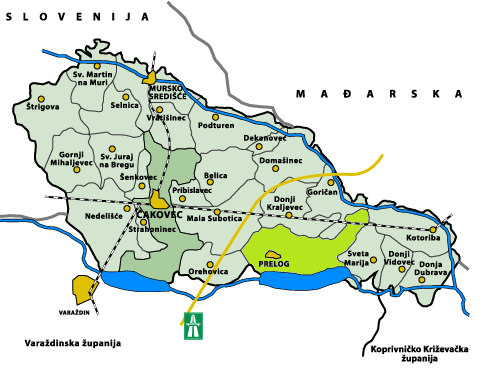 SLOVENIJA
MAĐARSKA
Sv. Martin
na Muri
MURSKO
SREDIŠĆE
Štrigova
Selnica
Vratišinec
Podturen
Dekanovec
Gornji
Mihaljevec
Sv. Juraj
na Bregu
Domašinec
Šenkovec
Belica
Pribislavec
Goričan
Donji
Kraljevec
Nedelišće
ČAKOVEC
Mala Subotica
Strahoninec
Kotoriba
Orehovica
PRELOG
Sveta
Marija
Donji
Vidovec
Donja
Dubrava
VARAŽDIN
Varaždinska županija
Koprivničko Križevačka
županija